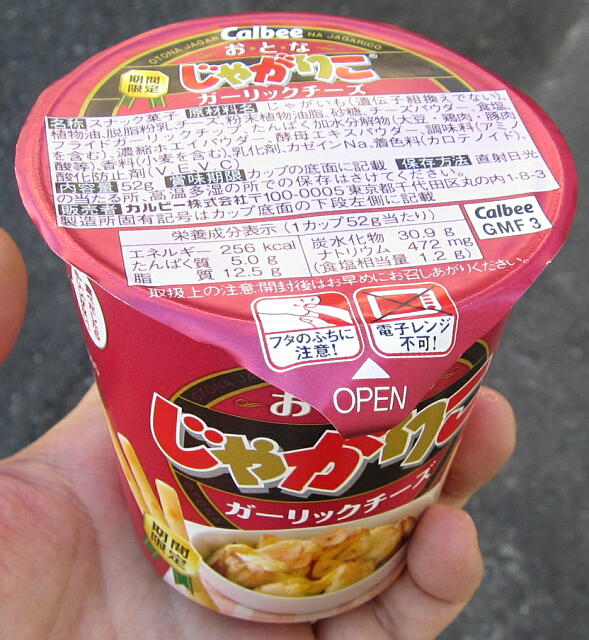 Calbee
OTONA JAGAR
NA JAGARICO
お・と・な
じゃがりこ
期間
限定
ガーリックチーズ
名称 スナック菓子 原材料名 じゃがいも(遺伝子組換えでない)、
植物油、脱脂粉乳、チーズ、粉末植物油脂、砂糖、
フライドガーリックチップ、たんぱく加水分解物(大豆・鶏肉・豚肉
を含む)、濃縮ホエイパウダー、酵母エキスパウダー、調味料(アミノ
酸等)、香料(小麦を含む)、乳化剤、カゼインNa、着色料(カロテノイド)、
酸化防止剤(V.E、V.C)
内容量 52g 賞味期限 カップの底面に記載 保存方法 直射日光
の当たる所、高温多湿の所での保存はさけてください。
販売者 カルビー株式会社 〒100-0005 東京都千代田区丸の内1-8-3
製造所固有記号はカップ底面の下段左側に記載
Calbee
GMF 3
栄養成分表示 (1カップ52g当たり)
エネルギー 256 kcal 炭水化物 30.9 g
たんぱく質 5.0 g ナトリウム 472 mg
脂質 12.5 g (食塩相当量 1.2 g)
取扱上の注意:開封後はお早めにお召しあがりください。
フタのふちに
注意!
電子レンジ
不可!
OPEN
お
じゃがりこ
ガーリックチーズ
期間
限定